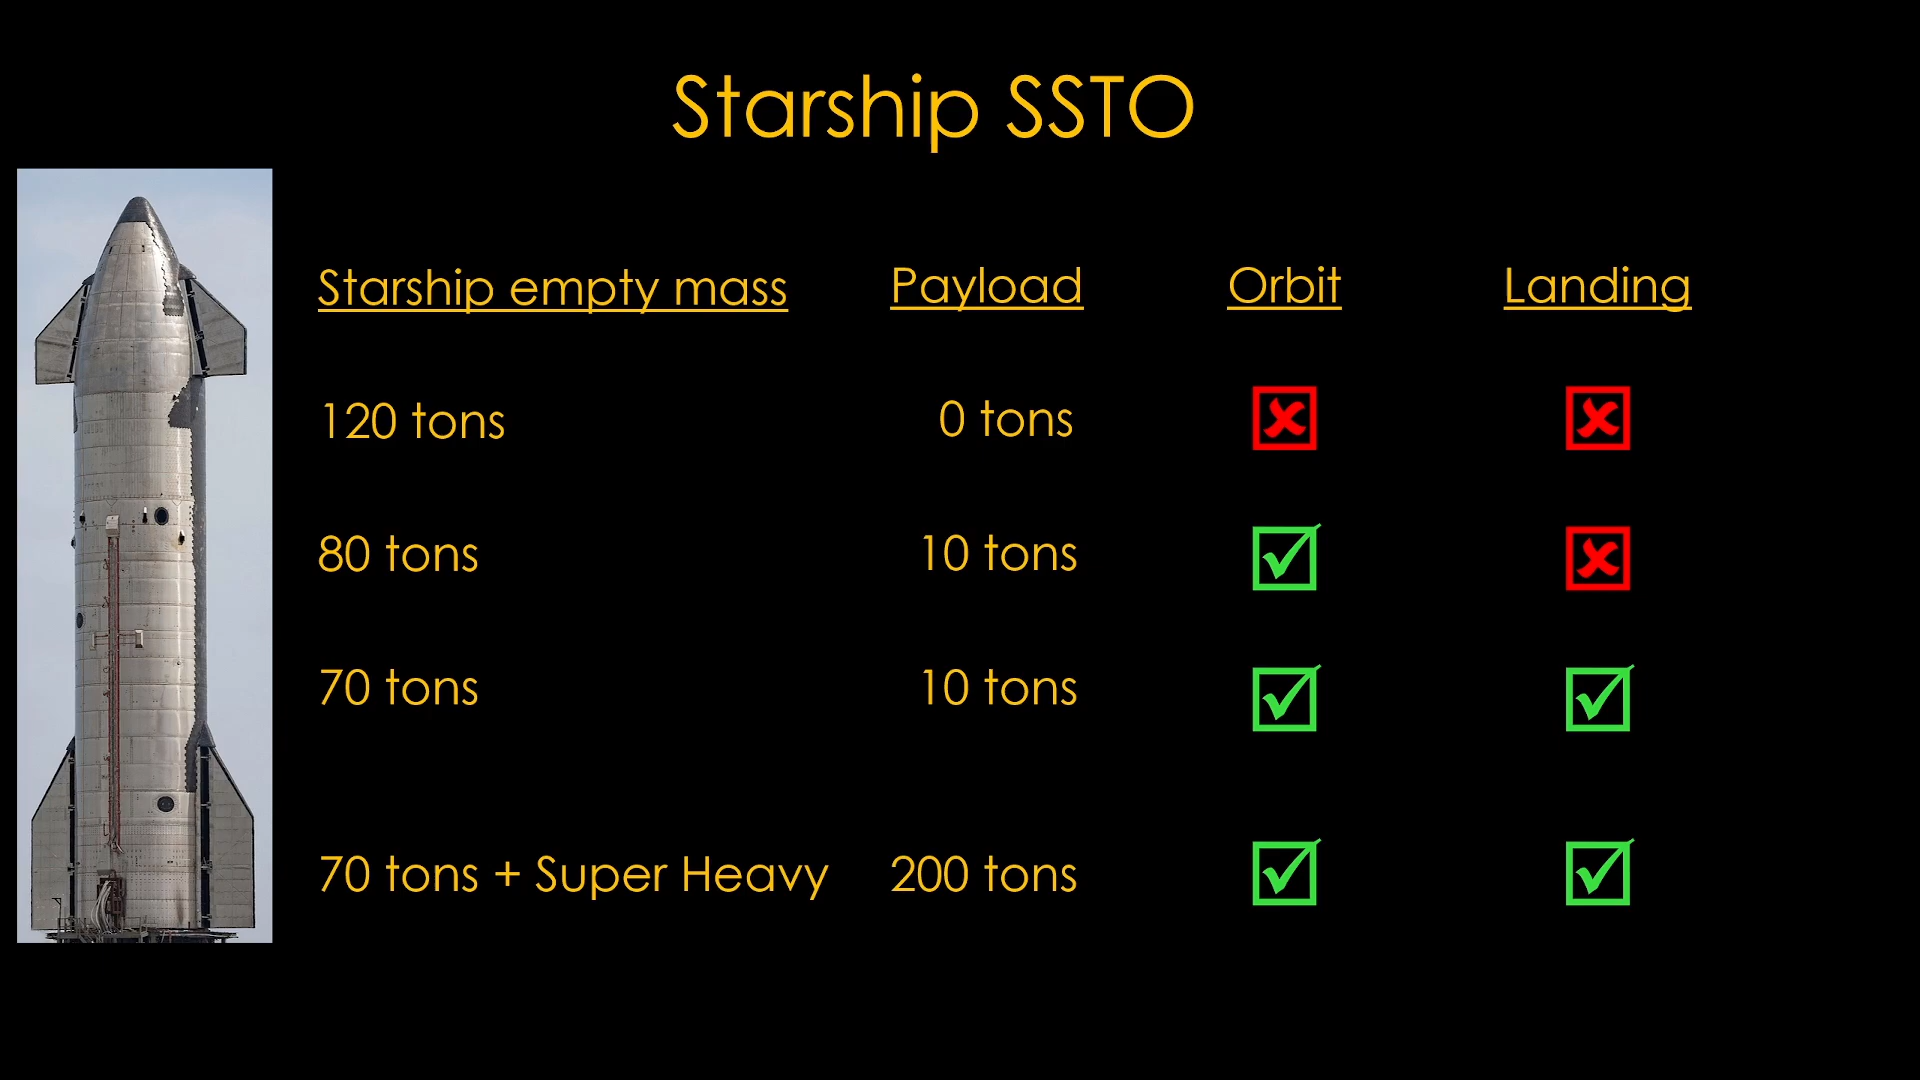 Starship SSTO
Starship empty mass Payload Orbit Landing
120 tons 0 tons
80 tons 10 tons
70 tons 10 tons
70 tons + Super Heavy 200 tons